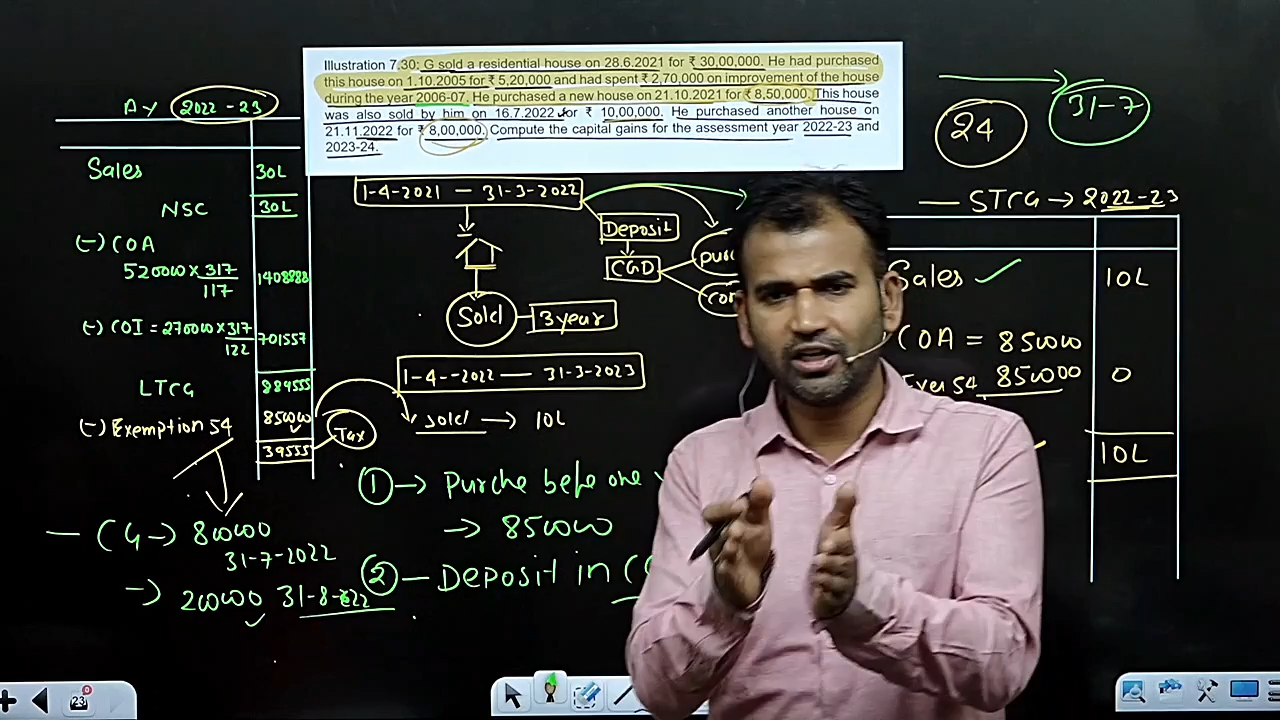 Illustration 7.30: G sold a residential house on 28.6.2021 for ₹ 30,00,000. He had purchased
this house on 1.10.2005 for ₹ 5,20,000 and had spent ₹ 2,70,000 on improvement of the house
during the year 2006-07. He purchased a new house on 21.10.2021 for ₹ 8,50,000. This house
was also sold by him on 16.7.2022 for ₹ 10,00,000. He purchased another house on
21.11.2022 for ₹ 8,00,000. Compute the capital gains for the assessment year 2022-23 and
2023-24.
AY 2022-23
Sales 30L
NSC 30L
(-) COA
520000 × 317/117 1408888
(-) COI = 270000 × 317/122 701557
LTCG 889555
(-) Exemption 54 850000
39555
Tax
— CG → 800000
31-7-2022
→ 200000 31-8-2022
1-4-2021 — 31-3-2022
Deposit
CGD
Sold
3 year
1-4-2022 — 31-3-2023
Sold → 10L
① → Purche befe one
→ 850000
② — Deposit in
24
31-7
— STCG → 2022-23
Sales 10L
COA = 850000
54 850000 0
10L
23
0